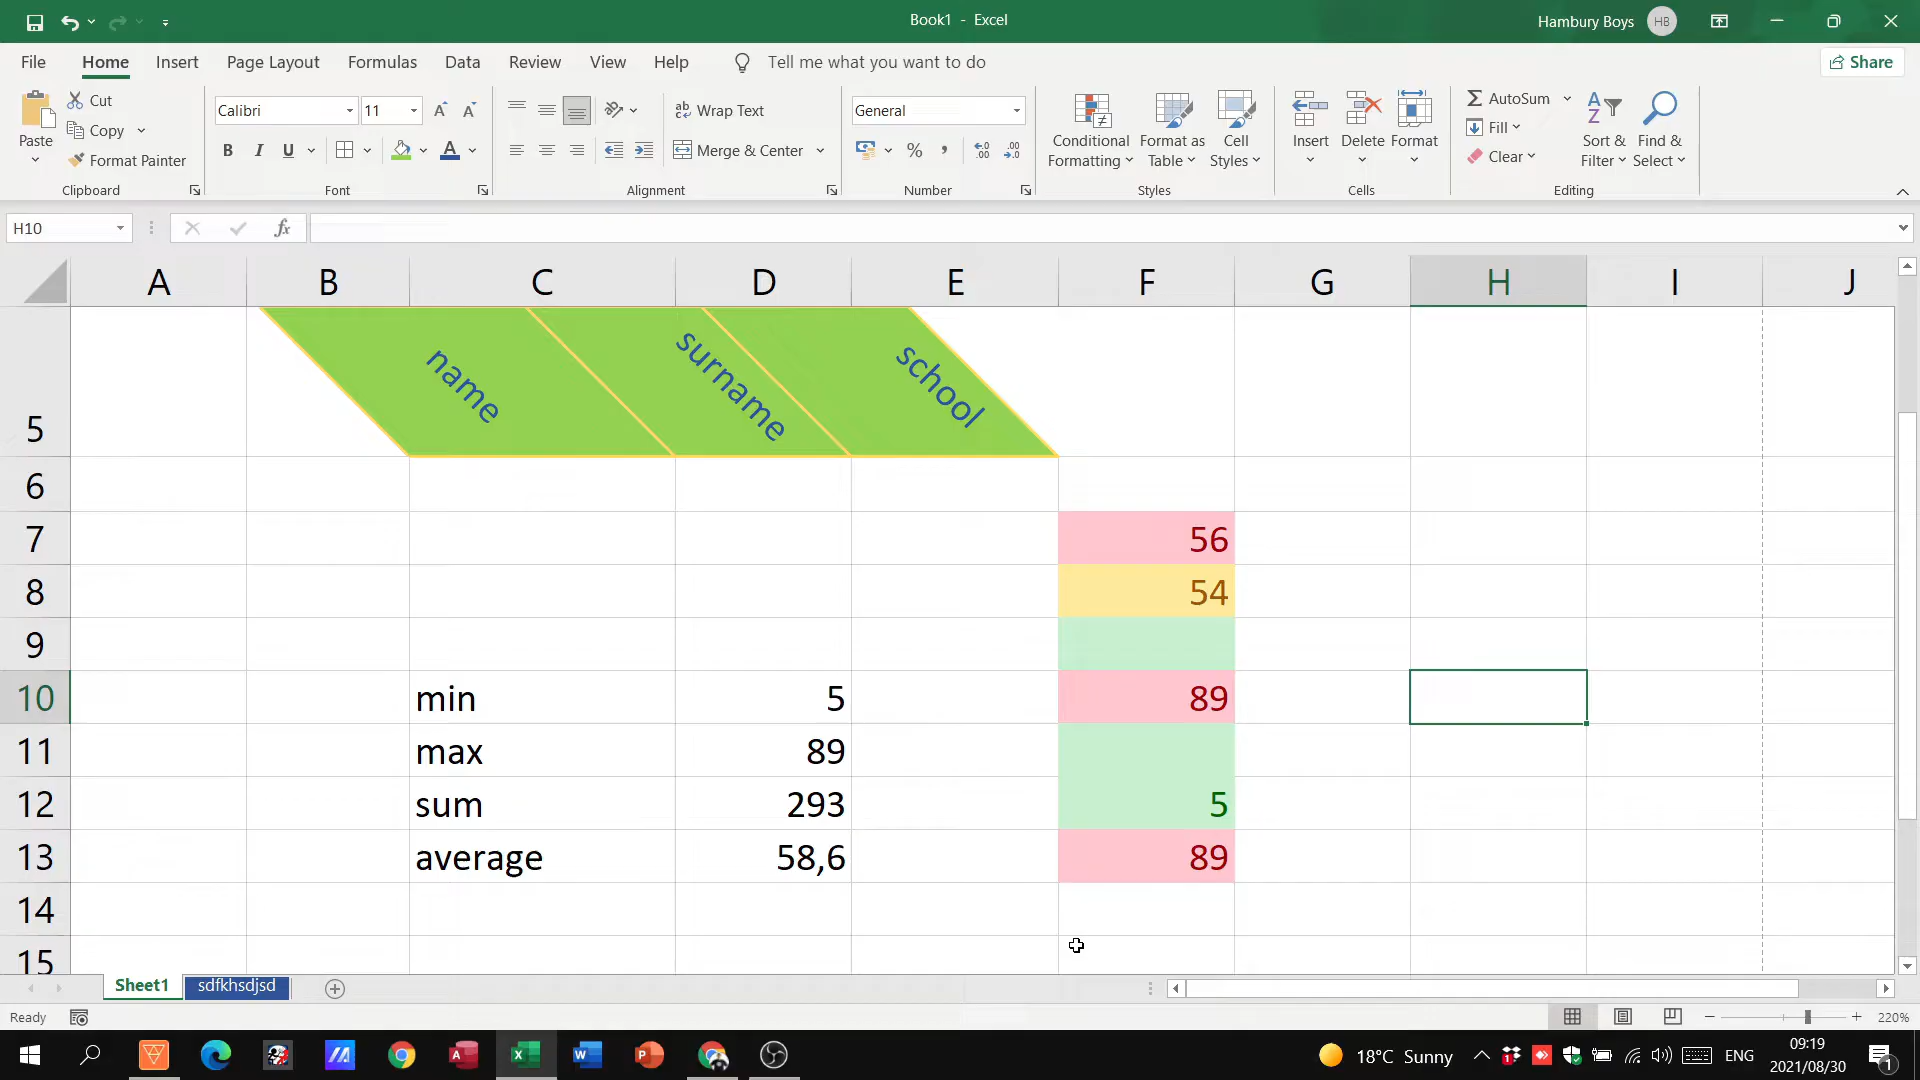 Book1 - Excel
Hambury Boys HB
File Home Insert Page Layout Formulas Data Review View Help Tell me what you want to do Share
Paste
Cut
Copy
Format Painter
Clipboard
Calibri 11
A A
B I U A
Font
ab Wrap Text
Merge & Center
Alignment
General
% ,
Number
Conditional Formatting
Format as Table
Cell Styles
Styles
Insert Delete Format
Cells
AutoSum
Fill
Clear
Sort & Filter
Find & Select
Editing
H10 fx
A B C D E F G H I J
name surname school
5
6
7 56
8 54
9
10 min 5 89
11 max 89
12 sum 293 5
13 average 58,6 89
14
15
Sheet1 sdfkhsdjsd
Ready 220%
18°C Sunny ENG 09:19
2021/08/30
1